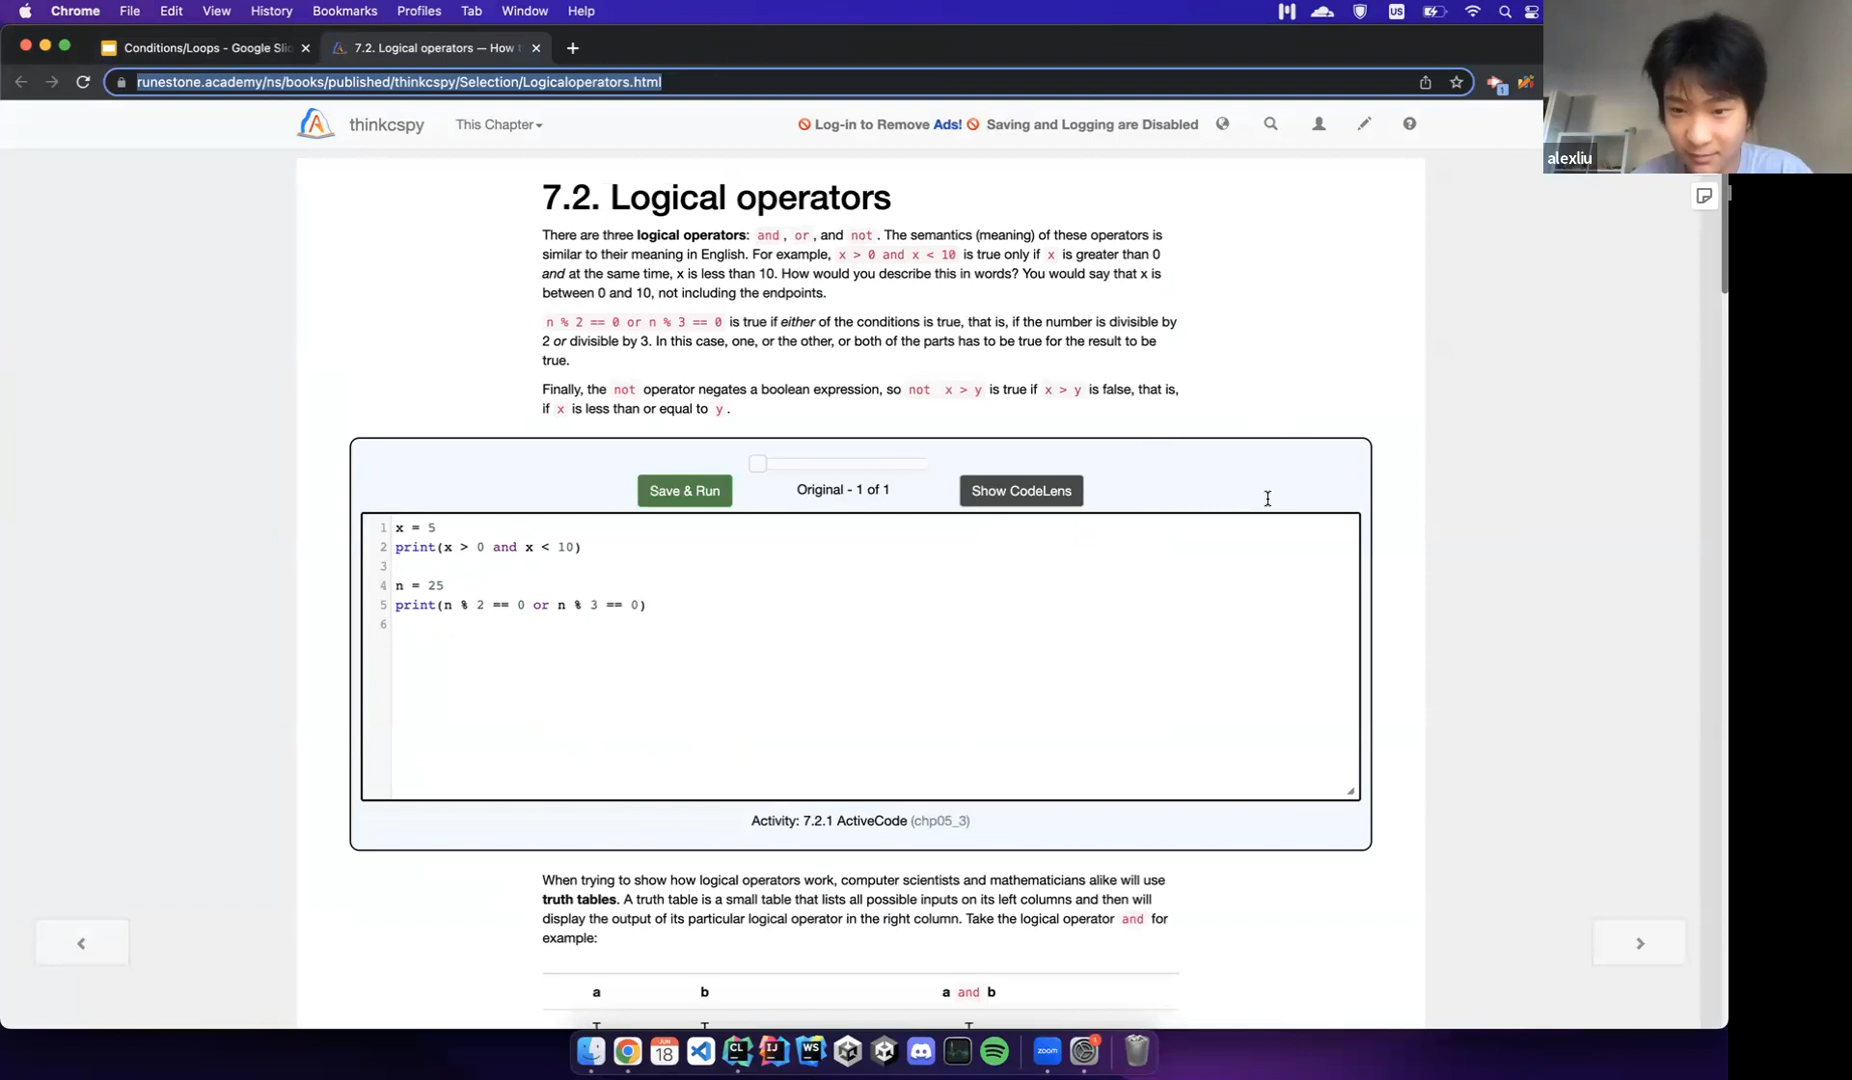 Chrome File Edit View History Bookmarks Profiles Tab Window Help
US
Conditions/Loops - Google Slid
7.2. Logical operators — How t
runestone.academy/ns/books/published/thinkcspy/Selection/Logicaloperators.html
1
thinkcspy This Chapter
Log-in to Remove Ads! Saving and Logging are Disabled
alexliu
7.2. Logical operators
There are three logical operators: and, or, and not. The semantics (meaning) of these operators is
similar to their meaning in English. For example, x > 0 and x < 10 is true only if x is greater than 0
and at the same time, x is less than 10. How would you describe this in words? You would say that x is
between 0 and 10, not including the endpoints.
n % 2 == 0 or n % 3 == 0 is true if either of the conditions is true, that is, if the number is divisible by
2 or divisible by 3. In this case, one, or the other, or both of the parts has to be true for the result to be
true.
Finally, the not operator negates a boolean expression, so not x > y is true if x > y is false, that is,
if x is less than or equal to y.
Save & Run Original - 1 of 1 Show CodeLens
1 x = 5
2 print(x > 0 and x < 10)
3
4 n = 25
5 print(n % 2 == 0 or n % 3 == 0)
6
Activity: 7.2.1 ActiveCode (chp05_3)
When trying to show how logical operators work, computer scientists and mathematicians alike will use
truth tables. A truth table is a small table that lists all possible inputs on its left columns and then will
display the output of its particular logical operator in the right column. Take the logical operator and for
example:
a b a and b
T T T
JUN
18
CL
IJ
WS
zoom
1